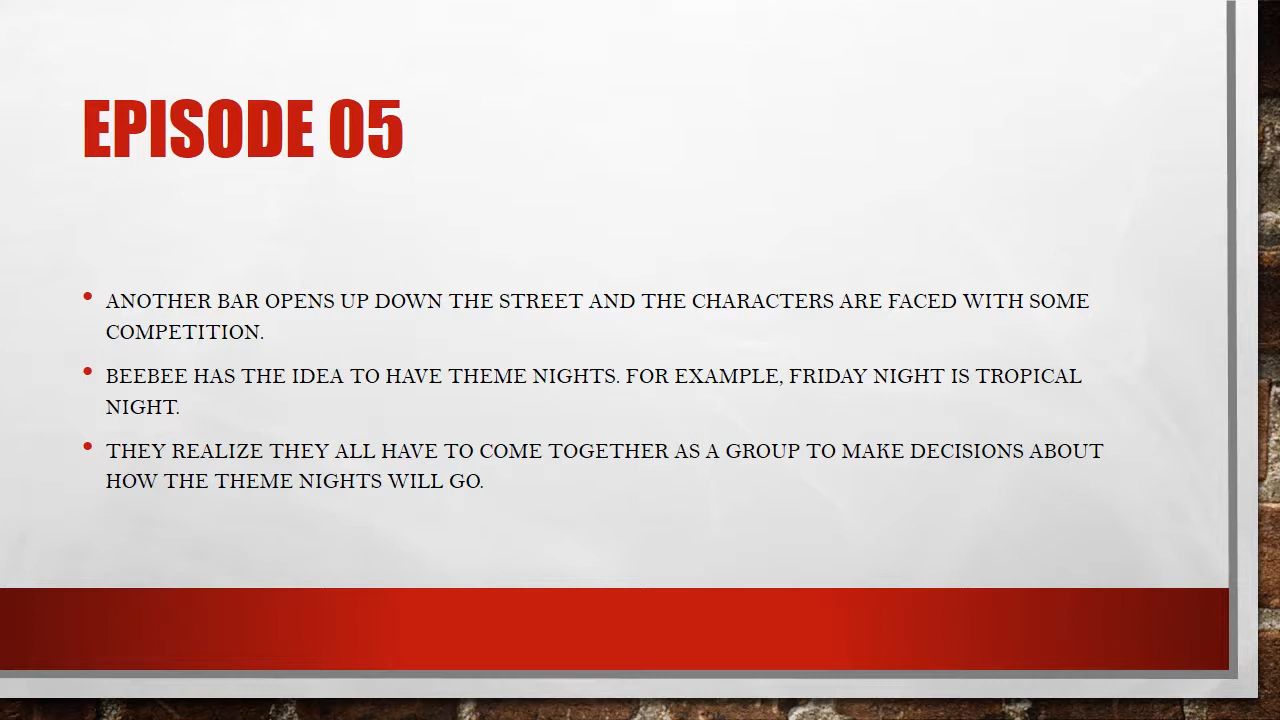 EPISODE 05
ANOTHER BAR OPENS UP DOWN THE STREET AND THE CHARACTERS ARE FACED WITH SOME
COMPETITION.
BEEBEE HAS THE IDEA TO HAVE THEME NIGHTS. FOR EXAMPLE, FRIDAY NIGHT IS TROPICAL
NIGHT.
THEY REALIZE THEY ALL HAVE TO COME TOGETHER AS A GROUP TO MAKE DECISIONS ABOUT
HOW THE THEME NIGHTS WILL GO.